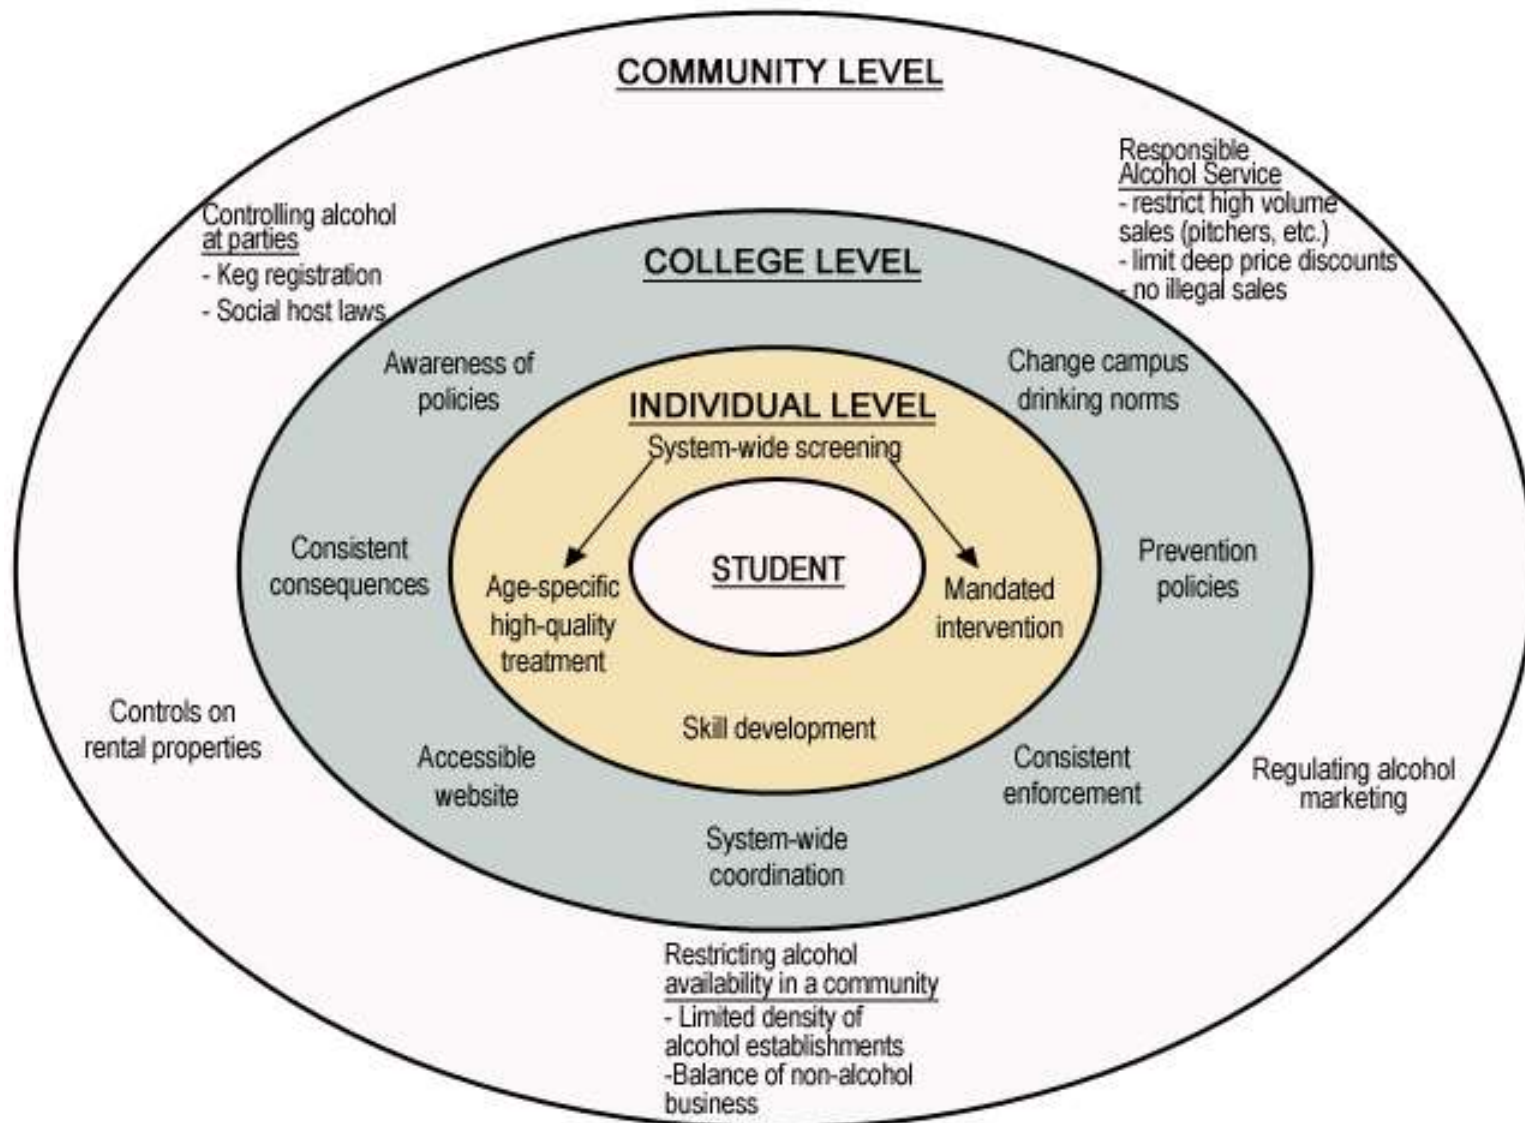 COMMUNITY LEVEL
Responsible
Alcohol Service
- restrict high volume
sales (pitchers, etc.)
- limit deep price discounts
- no illegal sales
Controlling alcohol
at parties
- Keg registration
- Social host laws
COLLEGE LEVEL
Awareness of
policies
Change campus
drinking norms
INDIVIDUAL LEVEL
System-wide screening
Consistent
consequences
Age-specific
high-quality
treatment
STUDENT
Mandated
intervention
Prevention
policies
Skill development
Controls on
rental properties
Accessible
website
Consistent
enforcement
Regulating alcohol
marketing
System-wide
coordination
Restricting alcohol
availability in a community
- Limited density of
alcohol establishments
-Balance of non-alcohol
business